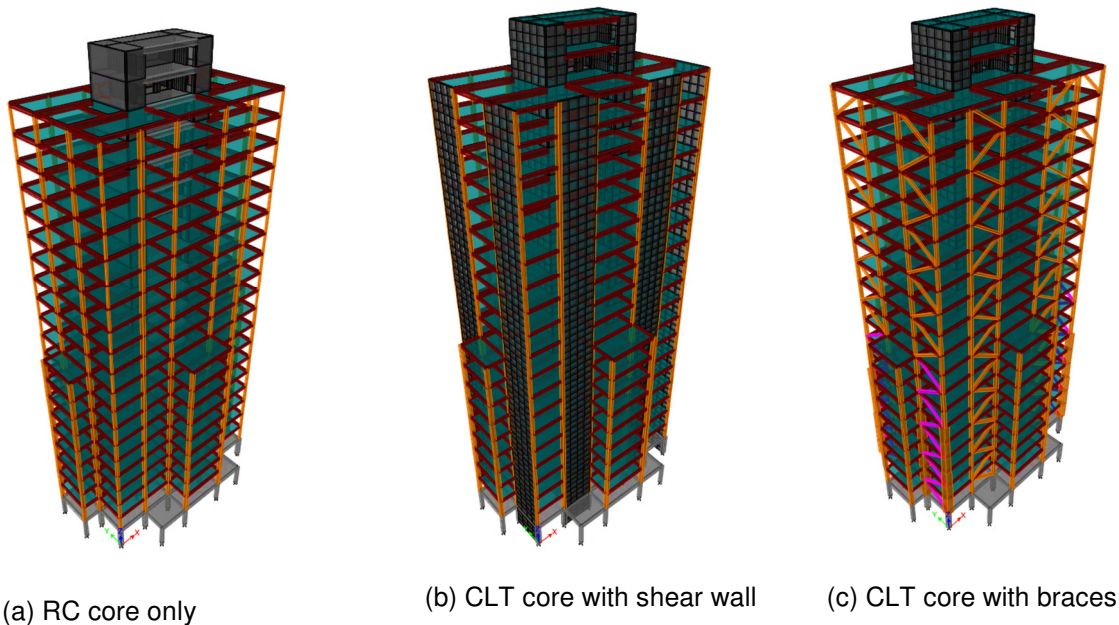 (a) RC core only
(b) CLT core with shear wall
(c) CLT core with braces
Y X
X
Y X